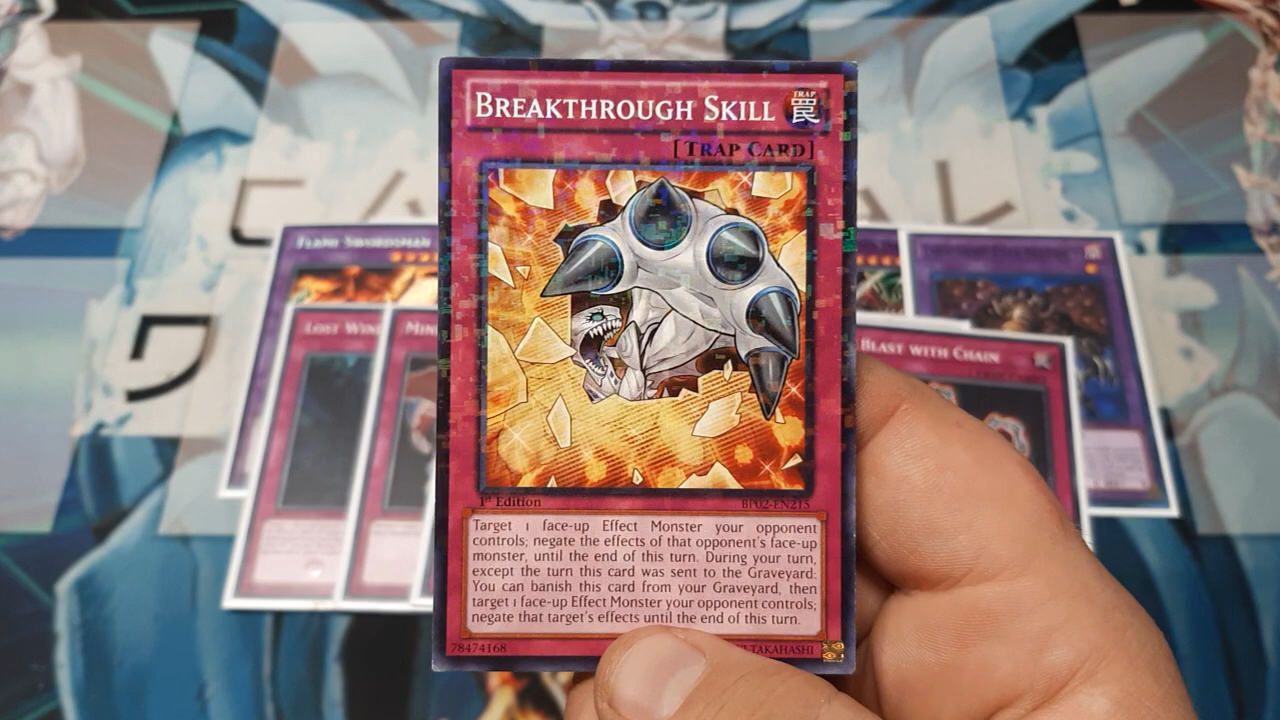 BREAKTHROUGH SKILL
TRAP
罠
[TRAP CARD]
1st Edition
BP02-EN215
Target 1 face-up Effect Monster your opponent
controls; negate the effects of that opponent's face-up
monster, until the end of this turn. During your turn,
except the turn this card was sent to the Graveyard:
You can banish this card from your Graveyard, then
target 1 face-up Effect Monster your opponent controls;
negate that target's effects until the end of this turn.
78474168
TAKAHASHI
FLAME SWORDSMAN
LOST WIN
MIN
BLAST WITH CHAIN